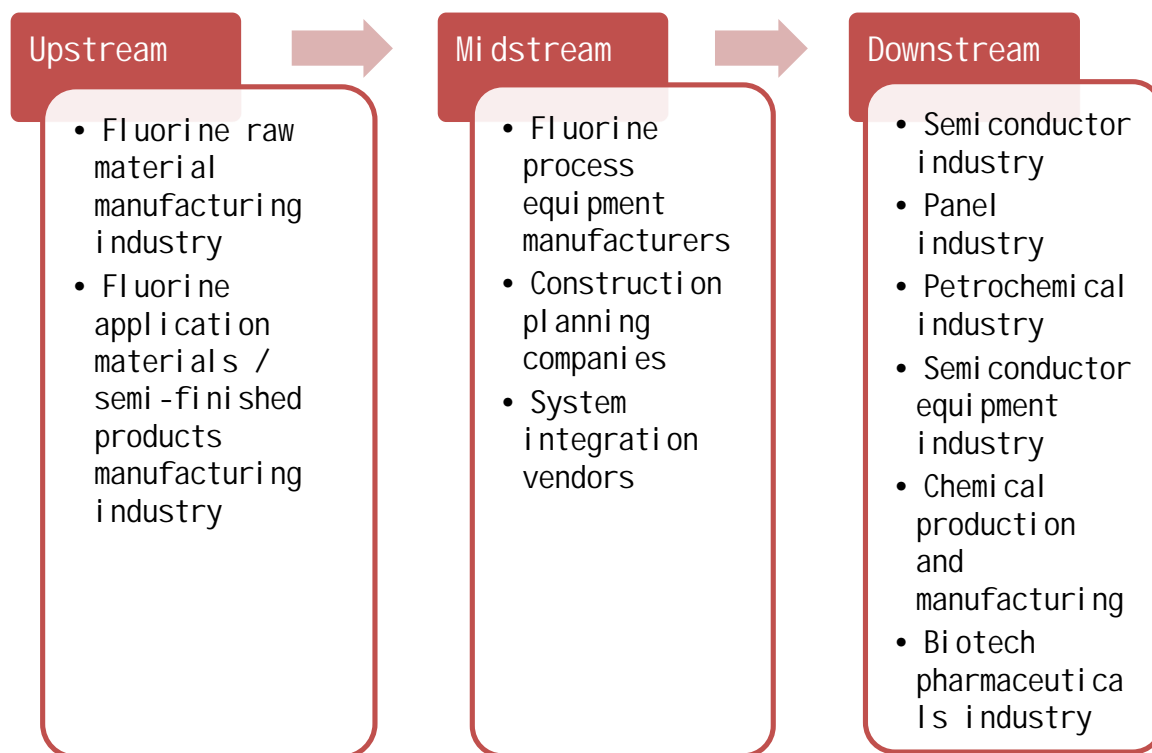 Upstream
• Fluorine raw
material
manufacturing
industry
• Fluorine
application
materials /
semi-finished
products
manufacturing
industry
Midstream
• Fluorine
process
equipment
manufacturers
• Construction
planning
companies
• System
integration
vendors
Downstream
• Semiconductor
industry
• Panel
industry
• Petrochemical
industry
• Semiconductor
equipment
industry
• Chemical
production
and
manufacturing
• Biotech
pharmaceutica
ls industry